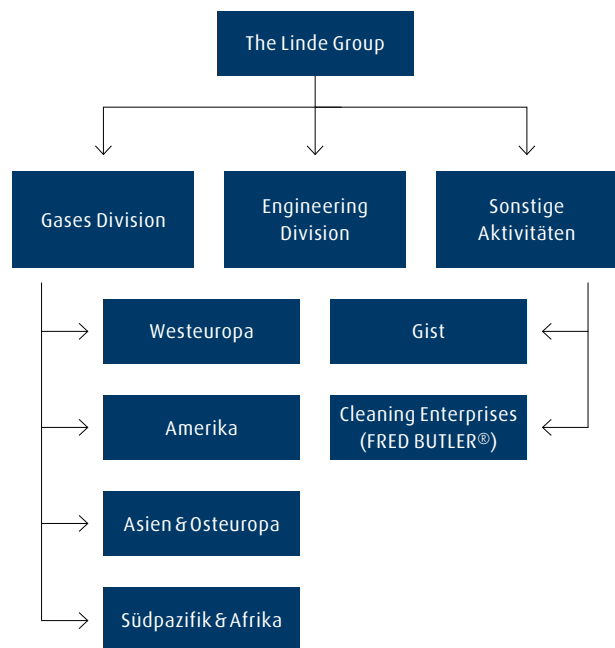 The Linde Group
Gases Division
Engineering
Division
Sonstige
Aktivitäten
Westeuropa
Amerika
Asien & Osteuropa
Südpazifik & Afrika
Gist
Cleaning Enterprises
(FRED BUTLER®)